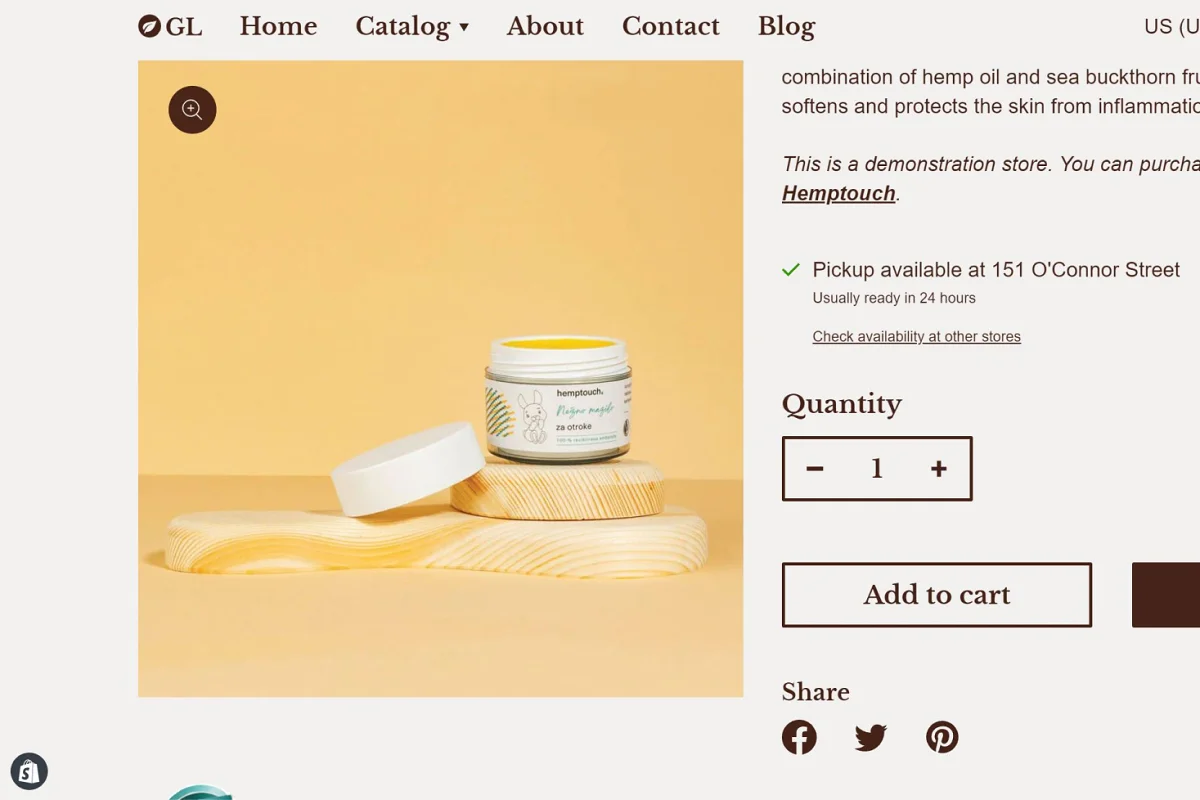 GL
Home
Catalog
About
Contact
Blog
US (U
combination of hemp oil and sea buckthorn fru
softens and protects the skin from inflammatio
This is a demonstration store. You can purcha
Hemptouch.
Pickup available at 151 O'Connor Street
Usually ready in 24 hours
Check availability at other stores
hemptouch.
Nežno mazilo
za otroke
Quantity
− 1 +
Add to cart
Share